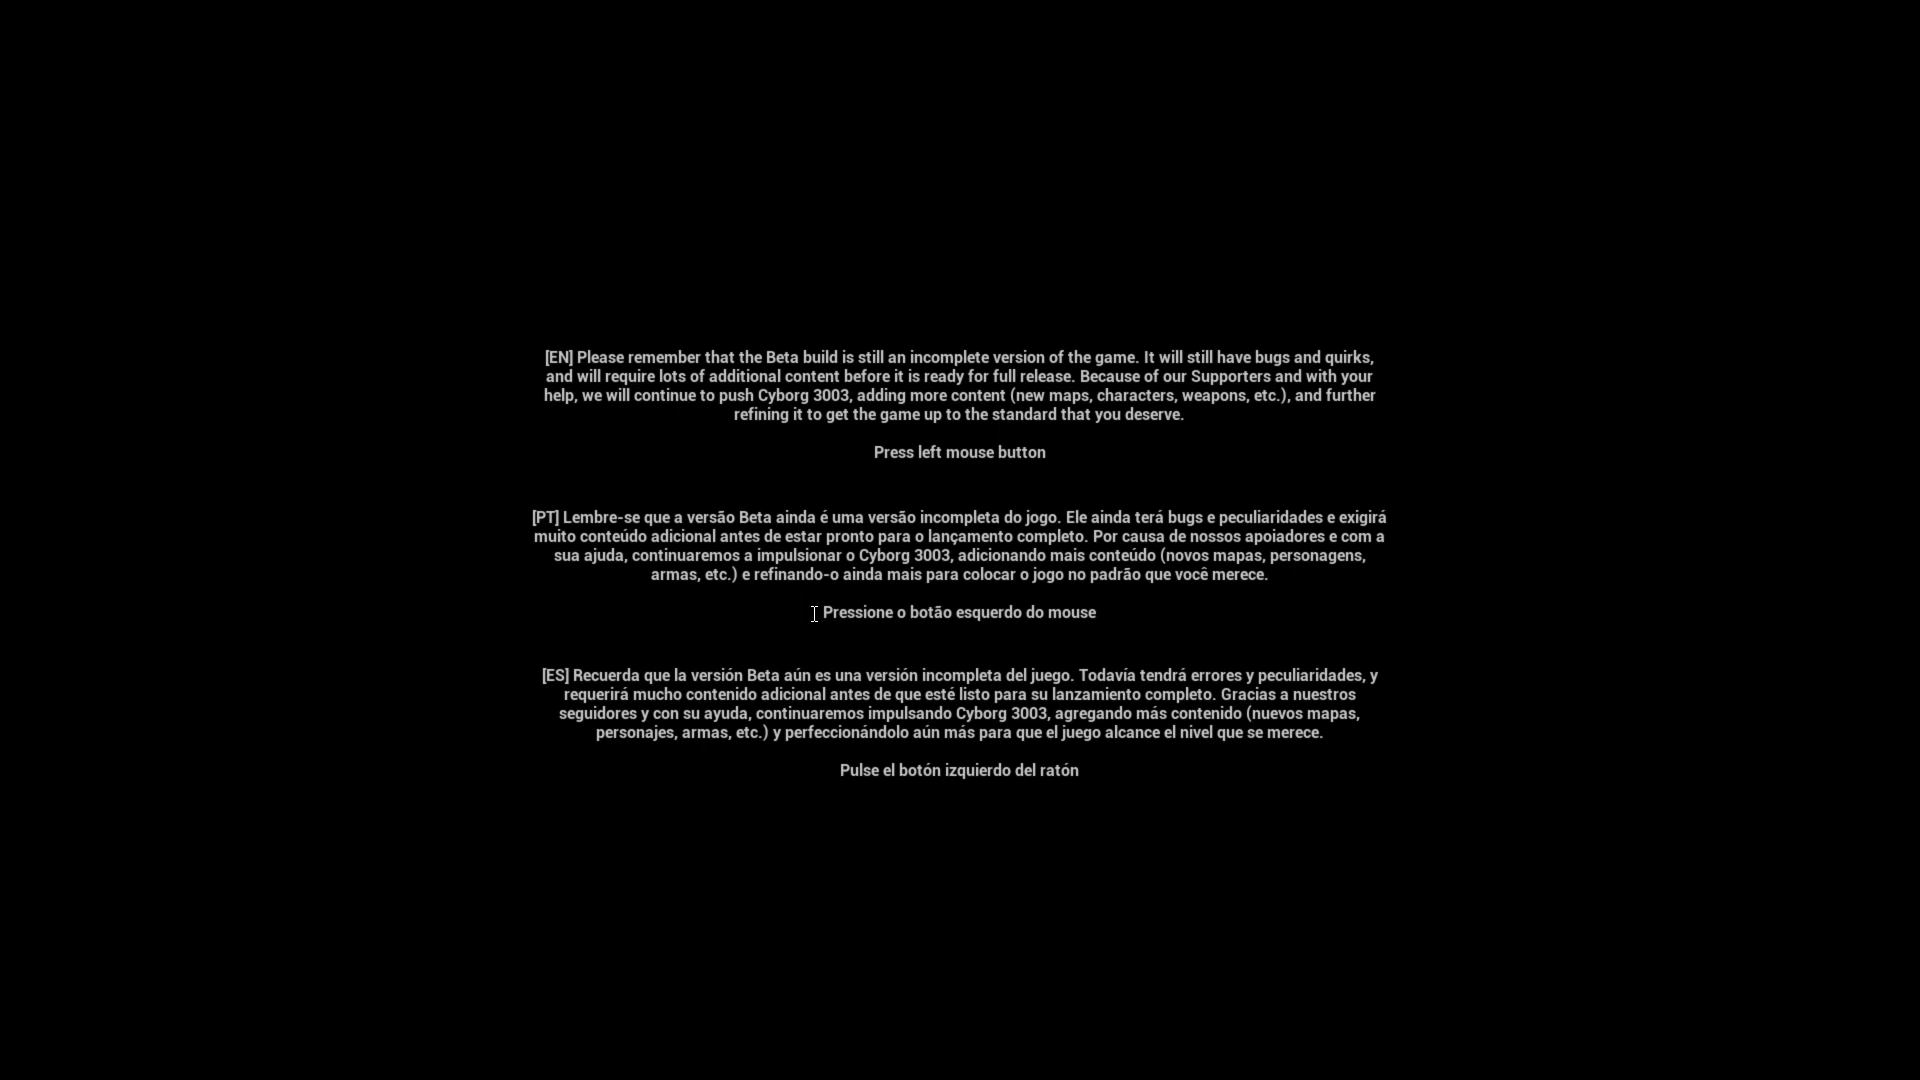 [EN] Please remember that the Beta build is still an incomplete version of the game. It will still have bugs and quirks,
and will require lots of additional content before it is ready for full release. Because of our Supporters and with your
help, we will continue to push Cyborg 3003, adding more content (new maps, characters, weapons, etc.), and further
refining it to get the game up to the standard that you deserve.
Press left mouse button
[PT] Lembre-se que a versão Beta ainda é uma versão incompleta do jogo. Ele ainda terá bugs e peculiaridades e exigirá
muito conteúdo adicional antes de estar pronto para o lançamento completo. Por causa de nossos apoiadores e com a
sua ajuda, continuaremos a impulsionar o Cyborg 3003, adicionando mais conteúdo (novos mapas, personagens,
armas, etc.) e refinando-o ainda mais para colocar o jogo no padrão que você merece.
Pressione o botão esquerdo do mouse
[ES] Recuerda que la versión Beta aún es una versión incompleta del juego. Todavía tendrá errores y peculiaridades, y
requerirá mucho contenido adicional antes de que esté listo para su lanzamiento completo. Gracias a nuestros
seguidores y con su ayuda, continuaremos impulsando Cyborg 3003, agregando más contenido (nuevos mapas,
personajes, armas, etc.) y perfeccionándolo aún más para que el juego alcance el nivel que se merece.
Pulse el botón izquierdo del ratón